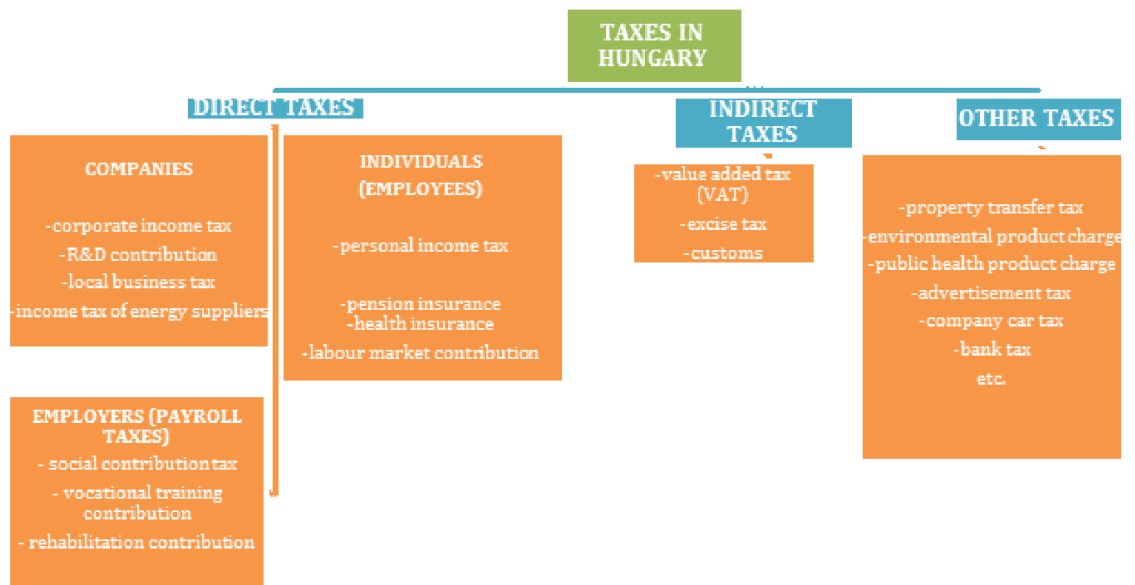 TAXES IN
HUNGARY
DIRECT TAXES
COMPANIES
-corporate income tax
-R&D contribution
-local business tax
-income tax of energy suppliers
INDIVIDUALS
(EMPLOYEES)
-personal income tax
-pension insurance
-health insurance
-labour market contribution
EMPLOYERS (PAYROLL
TAXES)
- social contribution tax
- vocational training
contribution
- rehabilitation contribution
INDIRECT
TAXES
-value added tax
(VAT)
-excise tax
-customs
OTHER TAXES
-property transfer tax
-environmental product charge
-public health product charge
-advertisement tax
-company car tax
-bank tax
etc.